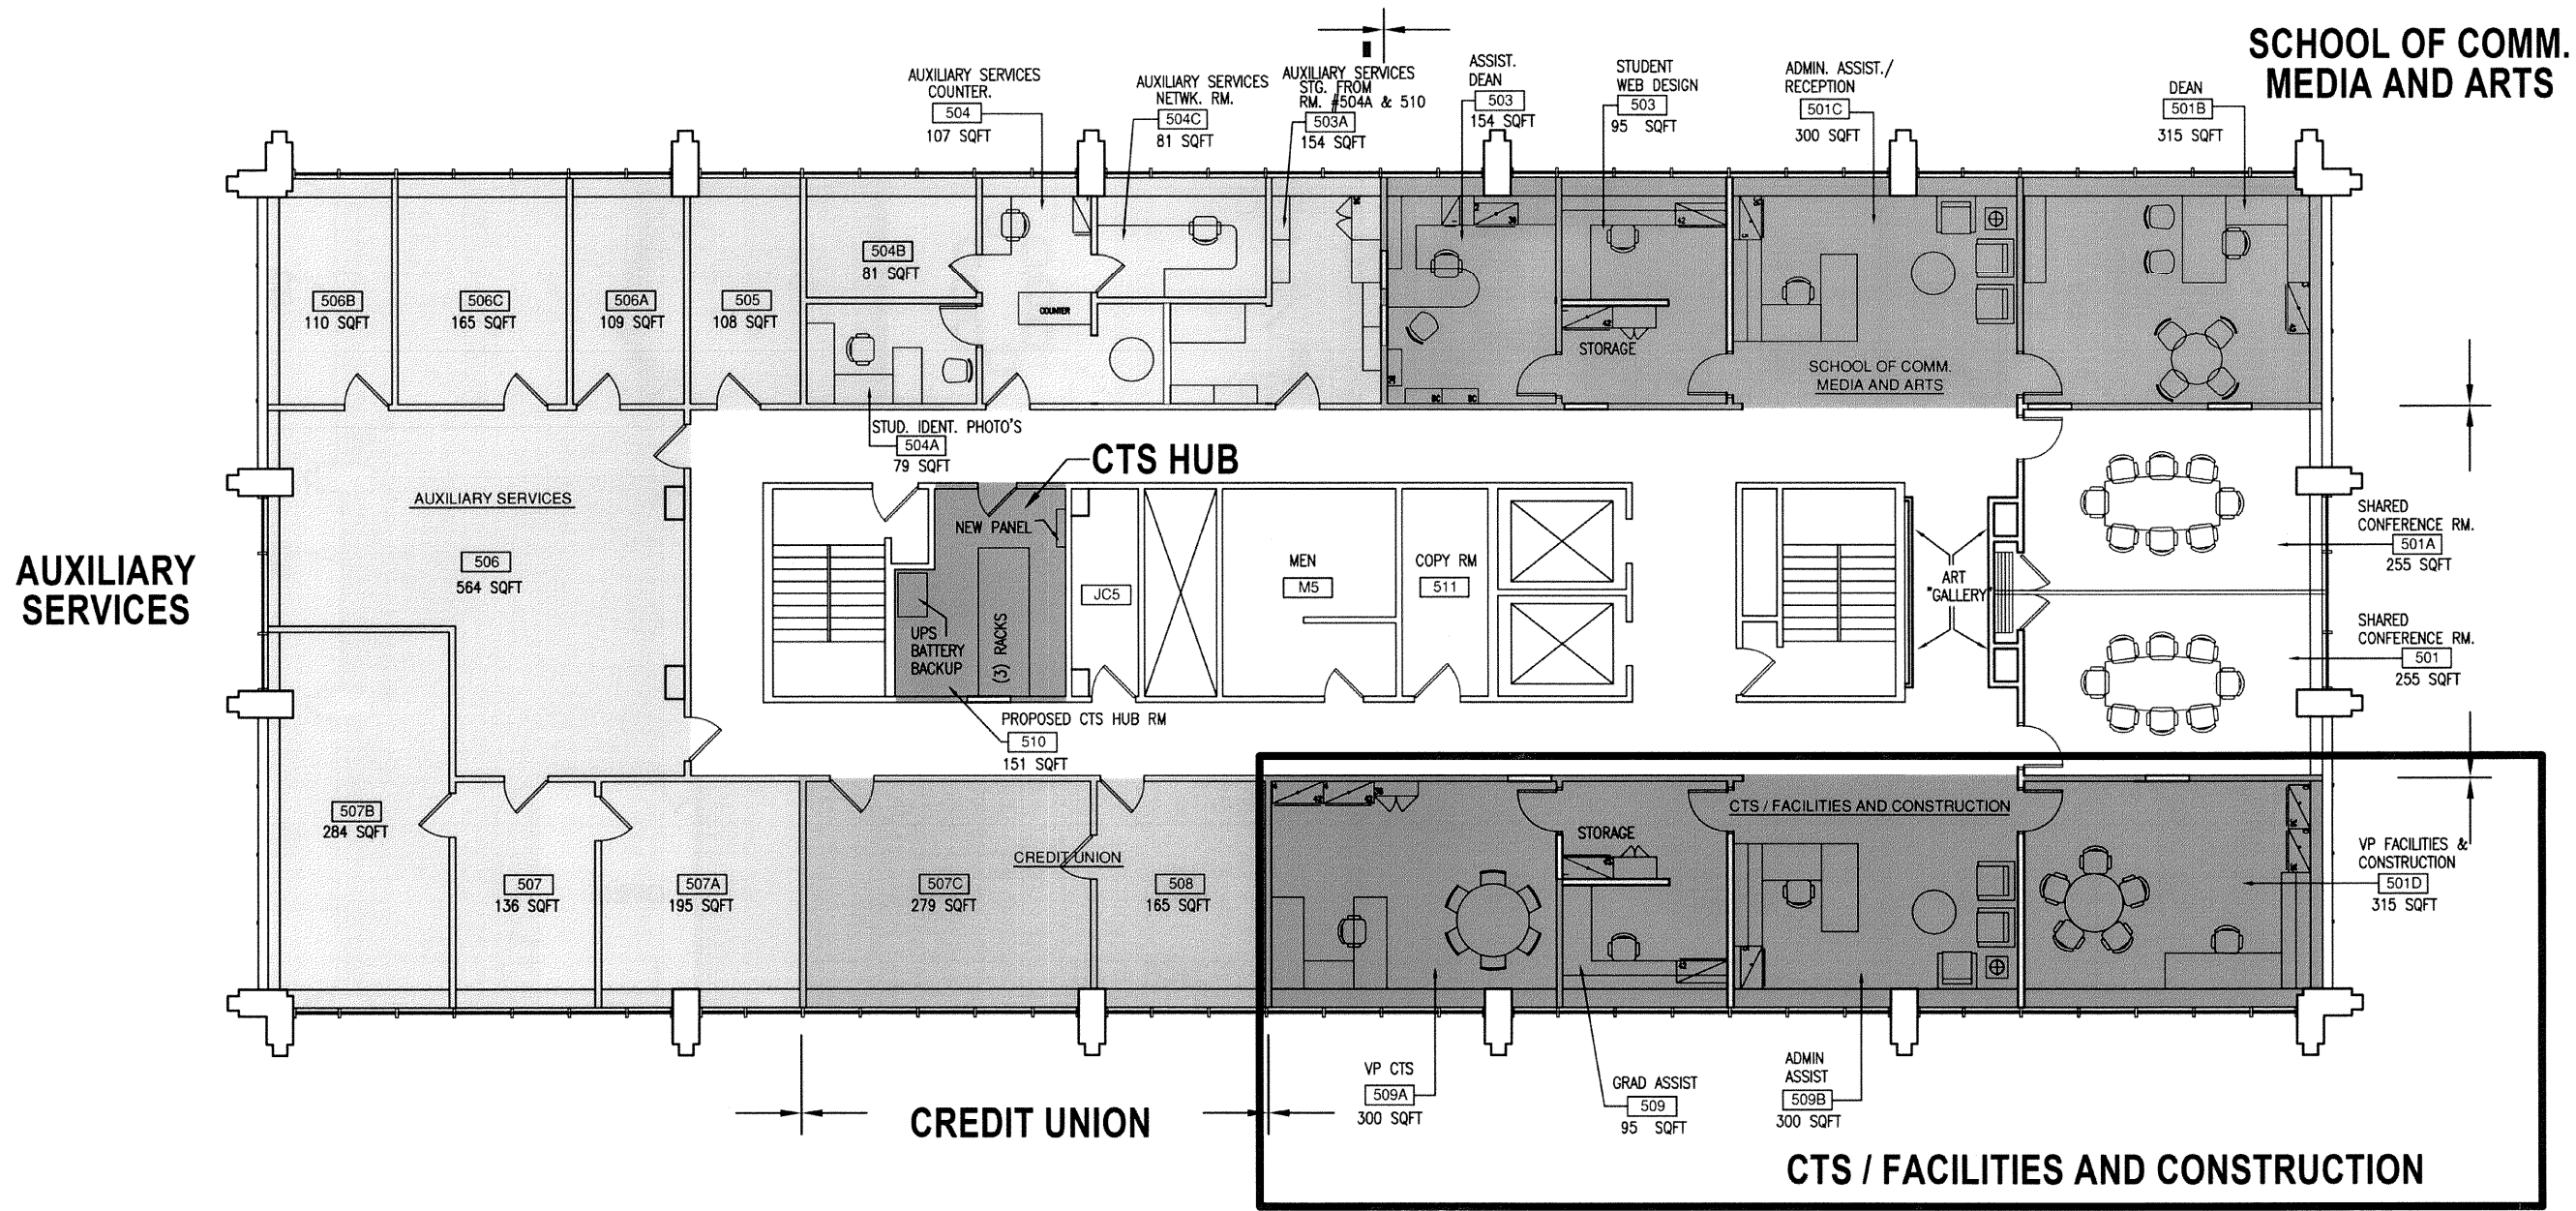 SCHOOL OF COMM.
MEDIA AND ARTS
AUXILIARY SERVICES
COUNTER.
504
107 SQFT
AUXILIARY SERVICES
NETWK. RM.
504C
81 SQFT
AUXILIARY SERVICES
STG. FROM
RM. #504A & 510
503A
154 SQFT
ASSIST.
DEAN
503
154 SQFT
STUDENT
WEB DESIGN
503
95 SQFT
ADMIN. ASSIST./
RECEPTION
501C
300 SQFT
DEAN
501B
315 SQFT
506B
110 SQFT
506C
165 SQFT
506A
109 SQFT
505
108 SQFT
504B
81 SQFT
COUNTER
STORAGE
SCHOOL OF COMM.
MEDIA AND ARTS
STUD. IDENT. PHOTO'S
504A
79 SQFT
CTS HUB
AUXILIARY SERVICES
506
564 SQFT
AUXILIARY
SERVICES
NEW PANEL
UPS
BATTERY
BACKUP
(3) RACKS
JC5
MEN
M5
COPY RM
511
ART
"GALLERY"
SHARED
CONFERENCE RM.
501A
255 SQFT
SHARED
CONFERENCE RM.
501
255 SQFT
PROPOSED CTS HUB RM
510
151 SQFT
507B
284 SQFT
507
136 SQFT
507A
195 SQFT
507C
279 SQFT
CREDIT UNION
508
165 SQFT
STORAGE
CTS / FACILITIES AND CONSTRUCTION
VP FACILITIES &
CONSTRUCTION
501D
315 SQFT
VP CTS
509A
300 SQFT
GRAD ASSIST
509
95 SQFT
ADMIN
ASSIST
509B
300 SQFT
CREDIT UNION
CTS / FACILITIES AND CONSTRUCTION